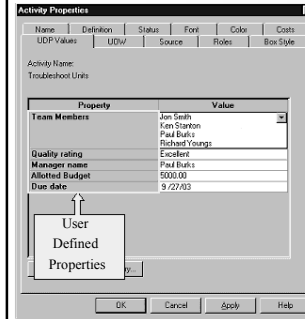 Activity Properties
Name Definition Status Font Color Costs
UDP Values UOW Source Roles Box Style
Activity Name:
Troubleshoot Units
Property Value
Team Members Jon Smith
Ken Stanton
Paul Burks
Richard Youngs
Quality rating Excellent
Manager name Paul Burks
Allotted Budget 5000.00
Due date 9 /27/03
User
Defined
Properties
OK Cancel Apply Help